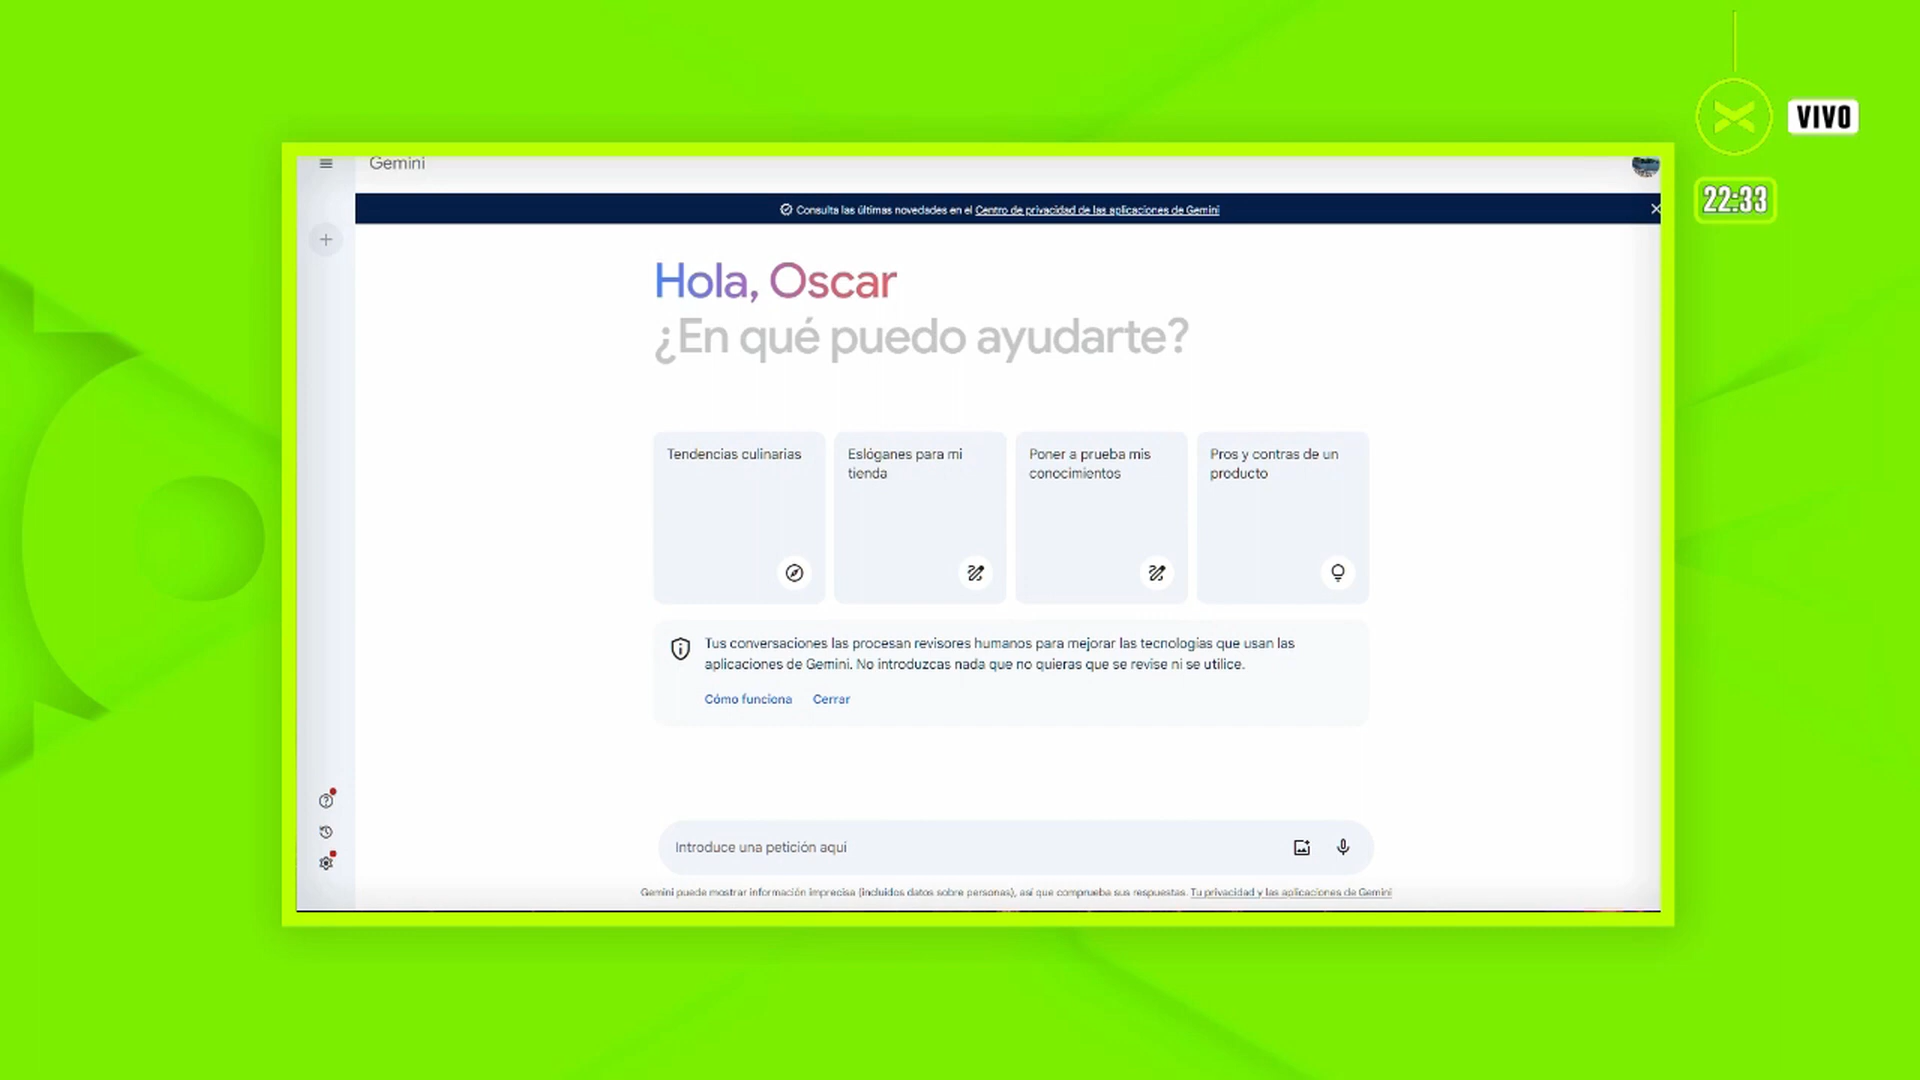 Gemini
Consulta las últimas novedades en el Centro de privacidad de las aplicaciones de Gemini
VIVO
22:33
Hola, Oscar
¿En qué puedo ayudarte?
Tendencias culinarias
Eslóganes para mi
tienda
Poner a prueba mis
conocimientos
Pros y contras de un
producto
Tus conversaciones las procesan revisores humanos para mejorar las tecnologías que usan las
aplicaciones de Gemini. No introduzcas nada que no quieras que se revise ni se utilice.
Cómo funciona Cerrar
Introduce una petición aquí
Gemini puede mostrar información imprecisa (incluidos datos sobre personas), así que comprueba sus respuestas. Tu privacidad y las aplicaciones de Gemini